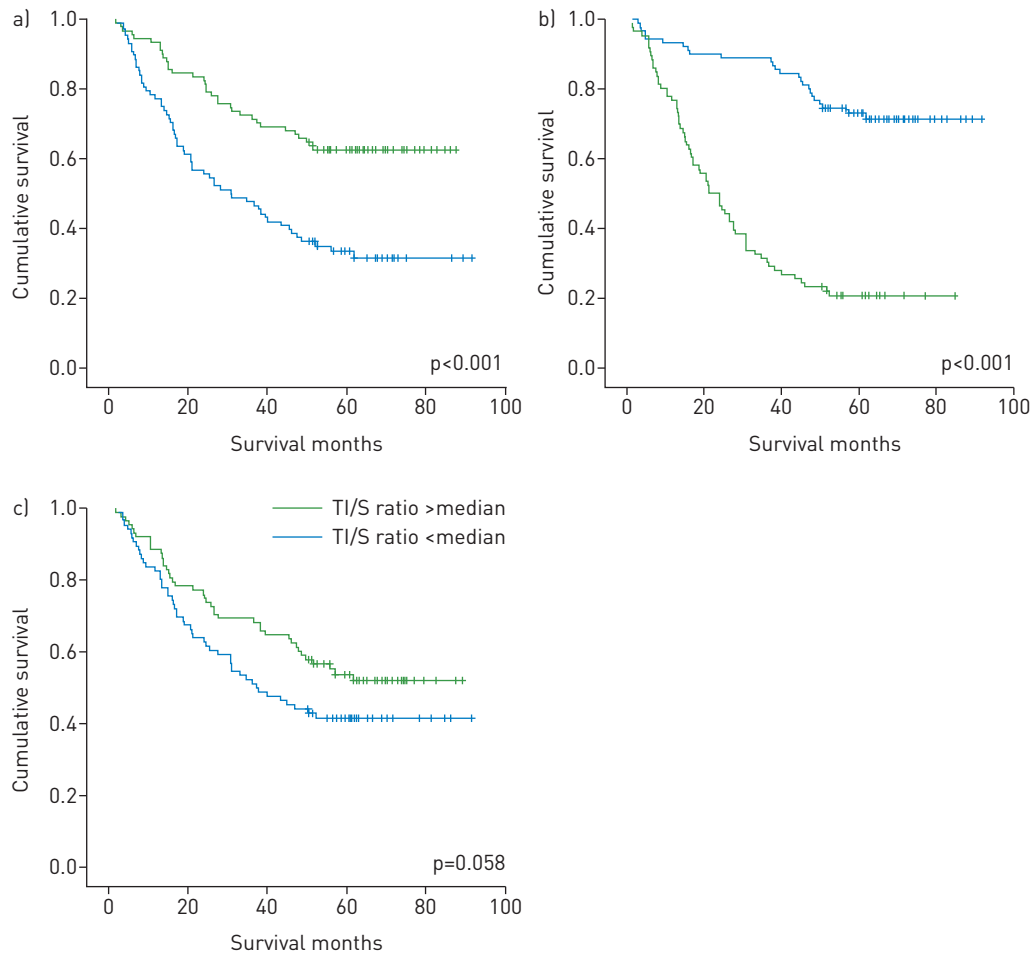 a)
1.0
0.8
0.6
0.4
0.2
0.0
Cumulative survival
p<0.001
0 20 40 60 80 100
Survival months
b)
1.0
0.8
0.6
0.4
0.2
0.0
Cumulative survival
p<0.001
0 20 40 60 80 100
Survival months
c)
1.0
0.8
0.6
0.4
0.2
0.0
Cumulative survival
TI/S ratio >median
TI/S ratio <median
p=0.058
0 20 40 60 80 100
Survival months